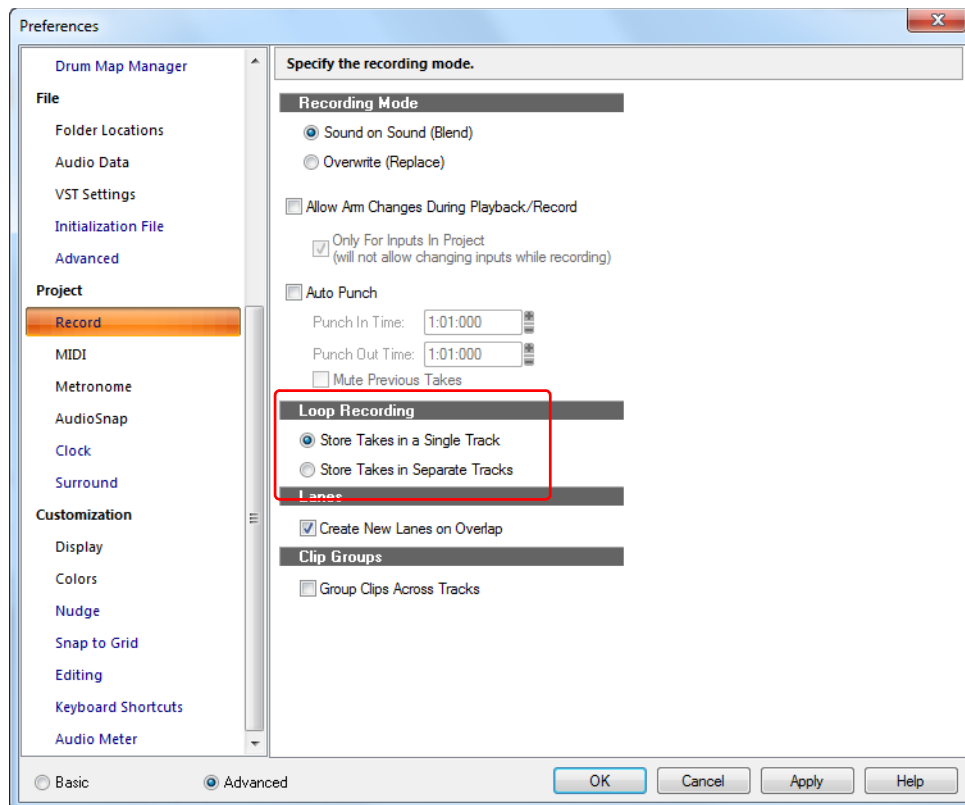 Preferences
Drum Map Manager
File
Folder Locations
Audio Data
VST Settings
Initialization File
Advanced
Project
Record
MIDI
Metronome
AudioSnap
Clock
Surround
Customization
Display
Colors
Nudge
Snap to Grid
Editing
Keyboard Shortcuts
Audio Meter
Specify the recording mode.
Recording Mode
Sound on Sound (Blend)
Overwrite (Replace)
Allow Arm Changes During Playback/Record
Only For Inputs In Project
(will not allow changing inputs while recording)
Auto Punch
Punch In Time: 1:01:000
Punch Out Time: 1:01:000
Mute Previous Takes
Loop Recording
Store Takes in a Single Track
Store Takes in Separate Tracks
Lanes
Create New Lanes on Overlap
Clip Groups
Group Clips Across Tracks
Basic Advanced OK Cancel Apply Help